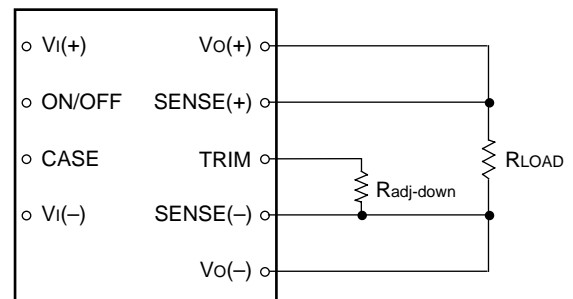 VI(+) VO(+)
ON/OFF SENSE(+)
CASE TRIM RLOAD
Radj-down
VI(–) SENSE(–)
VO(–)